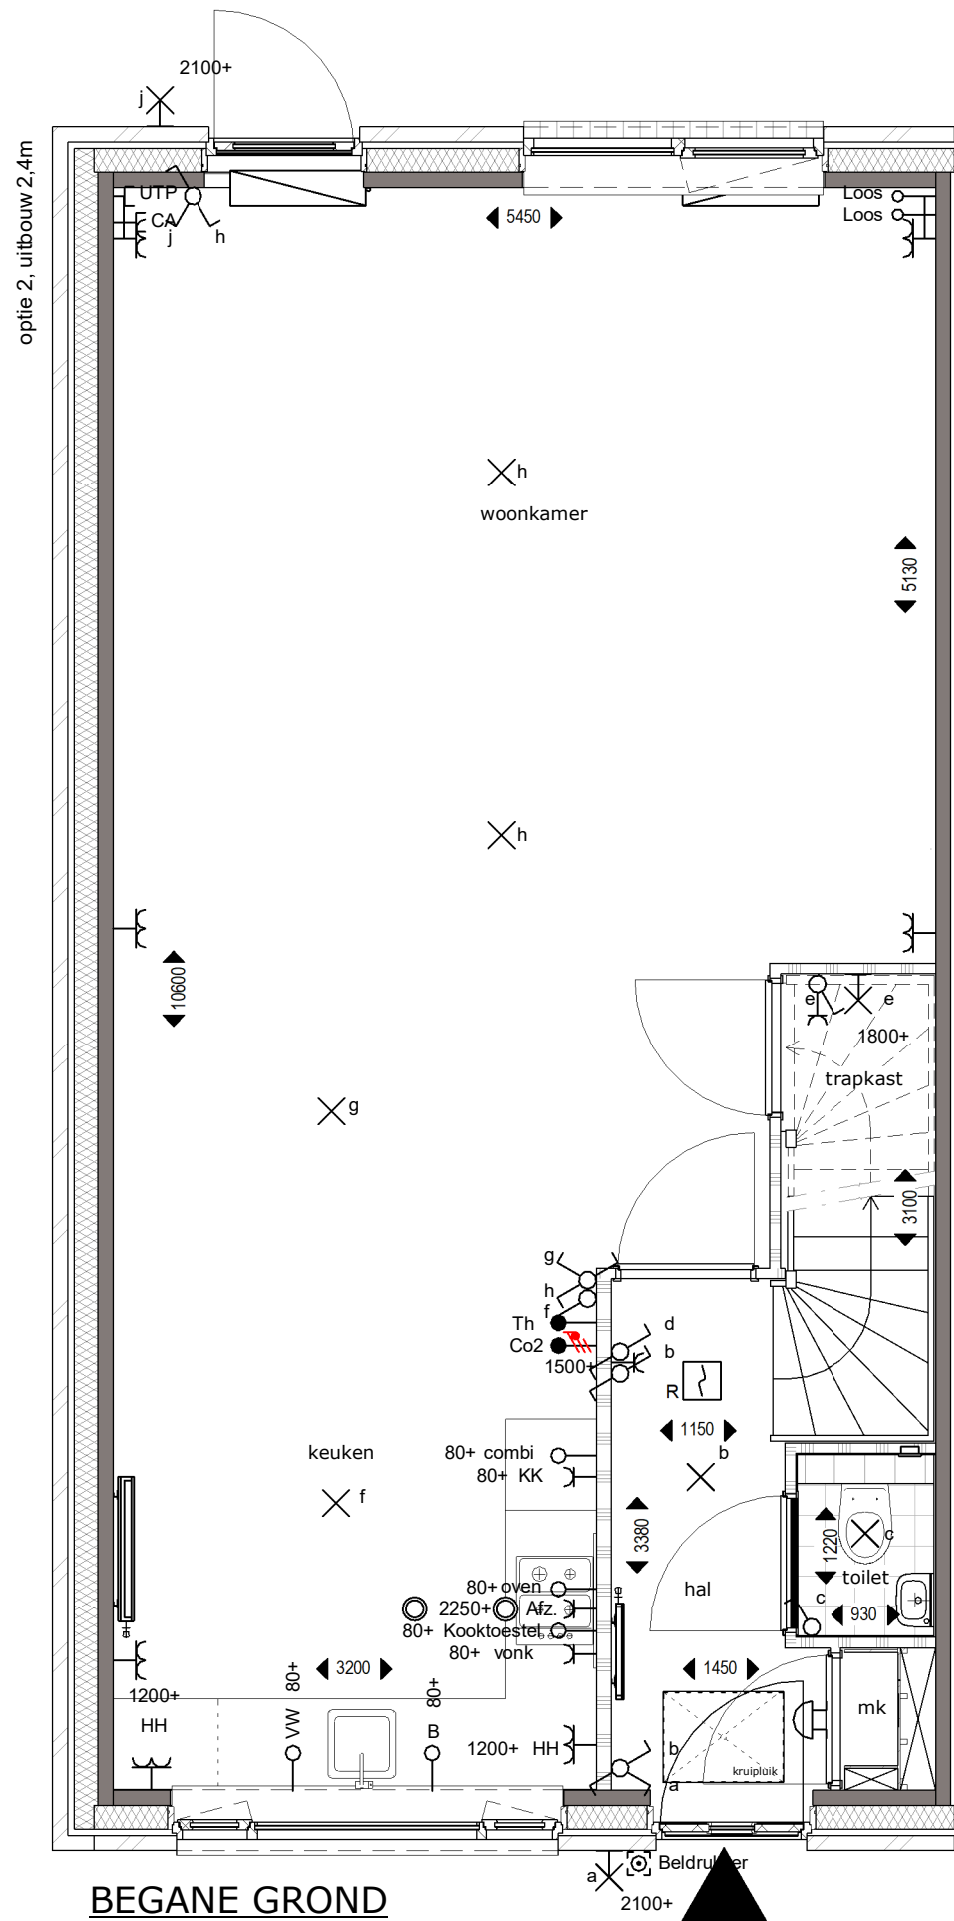 2100+
j
optie 2, uitbouw 2,4m
UTP
CA
j
h
5450
Loos
Loos
h
woonkamer
5130
h
10600
e
e
1800+
trapkast
g
3100
g
h
f
Th
Co2
1500+
d
b
R
1150
keuken
80+ combi
80+ KK
b
f
3380
1220
c
toilet
hal
80+ oven
2250+ Afz.
80+ Kooktoestel
80+ vonk
c
930
3200
80+
80+
1450
1200+
HH
VW
B
1200+ HH
b
a
mk
kruipluik
a
2100+
BEGANE GROND